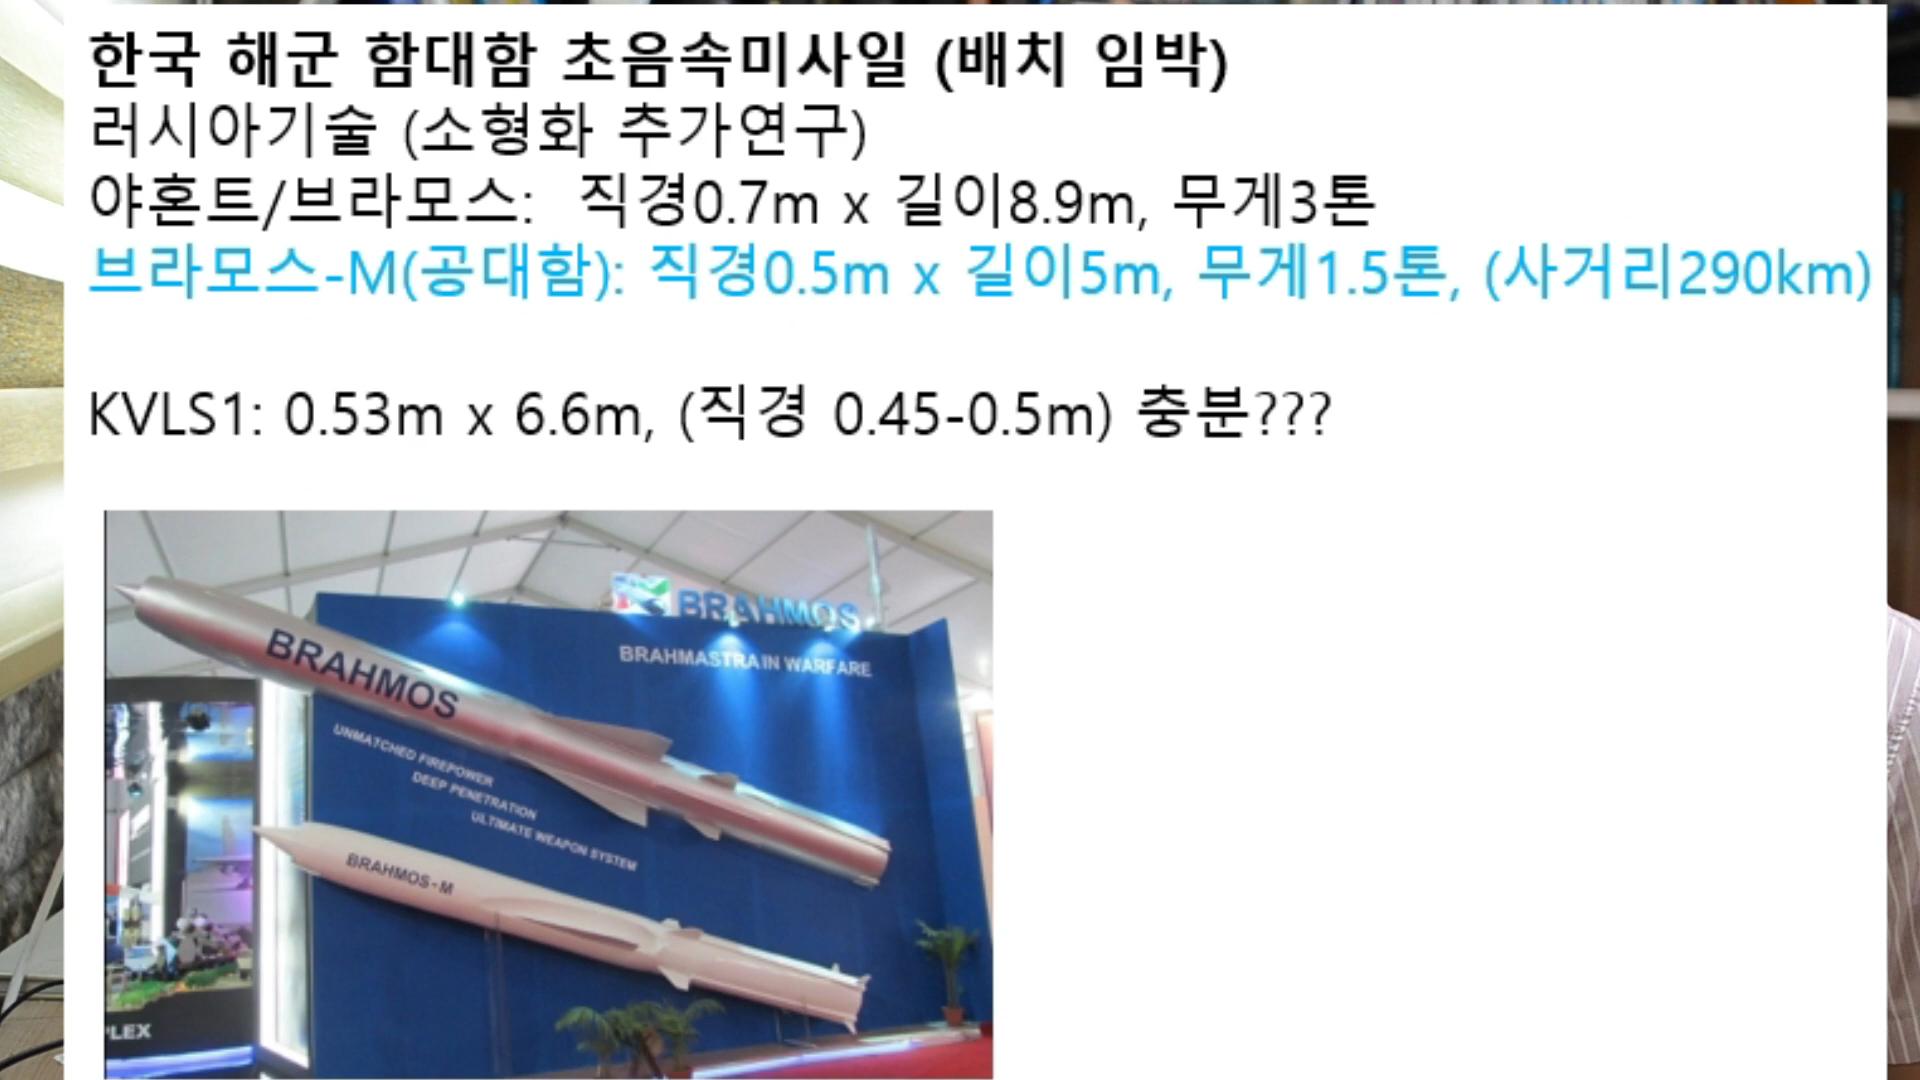 한국 해군 함대함 초음속미사일 (배치 임박)
러시아기술 (소형화 추가연구)
야혼트/브라모스: 직경0.7m x 길이8.9m, 무게3톤
브라모스-M(공대함): 직경0.5m x 길이5m, 무게1.5톤, (사거리290km)
KVLS1: 0.53m x 6.6m, (직경 0.45-0.5m) 충분???
BRAHMOS
BRAHMASTRA IN WARFARE
BRAHMOS
UNMATCHED FIREPOWER
DEEP PENETRATION
ULTIMATE WEAPON SYSTEM
BRAHMOS-M
PLEX